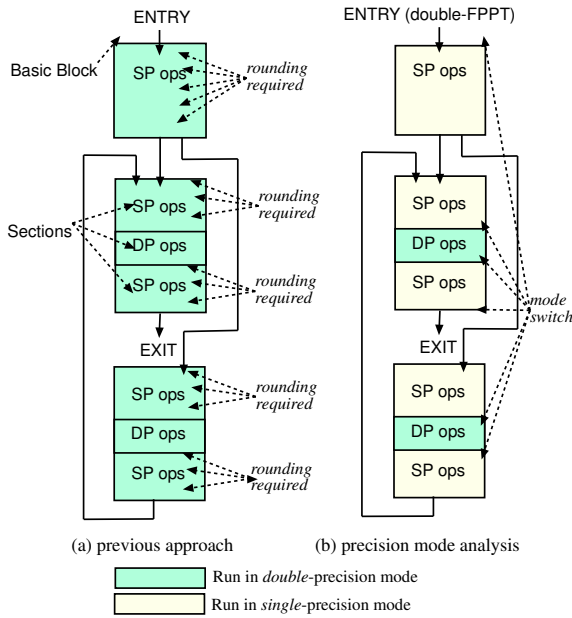 ENTRY
Basic Block
SP ops
rounding
required
SP ops
rounding
required
Sections
DP ops
SP ops
rounding
required
EXIT
SP ops
rounding
required
DP ops
SP ops
rounding
required
(a) previous approach
ENTRY (double-FPPT)
SP ops
SP ops
DP ops
SP ops
mode
switch
EXIT
SP ops
DP ops
SP ops
(b) precision mode analysis
Run in double-precision mode
Run in single-precision mode